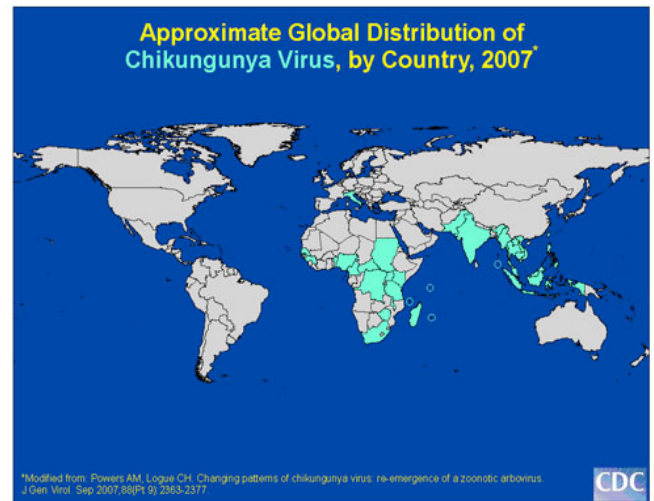 Approximate Global Distribution of
Chikungunya Virus, by Country, 2007*
*Modified from: Powers AM, Logue CH. Changing patterns of chikungunya virus: re-emergence of a zoonotic arbovirus.
J Gen Virol. Sep 2007;88(Pt 9):2363-2377.
CDC